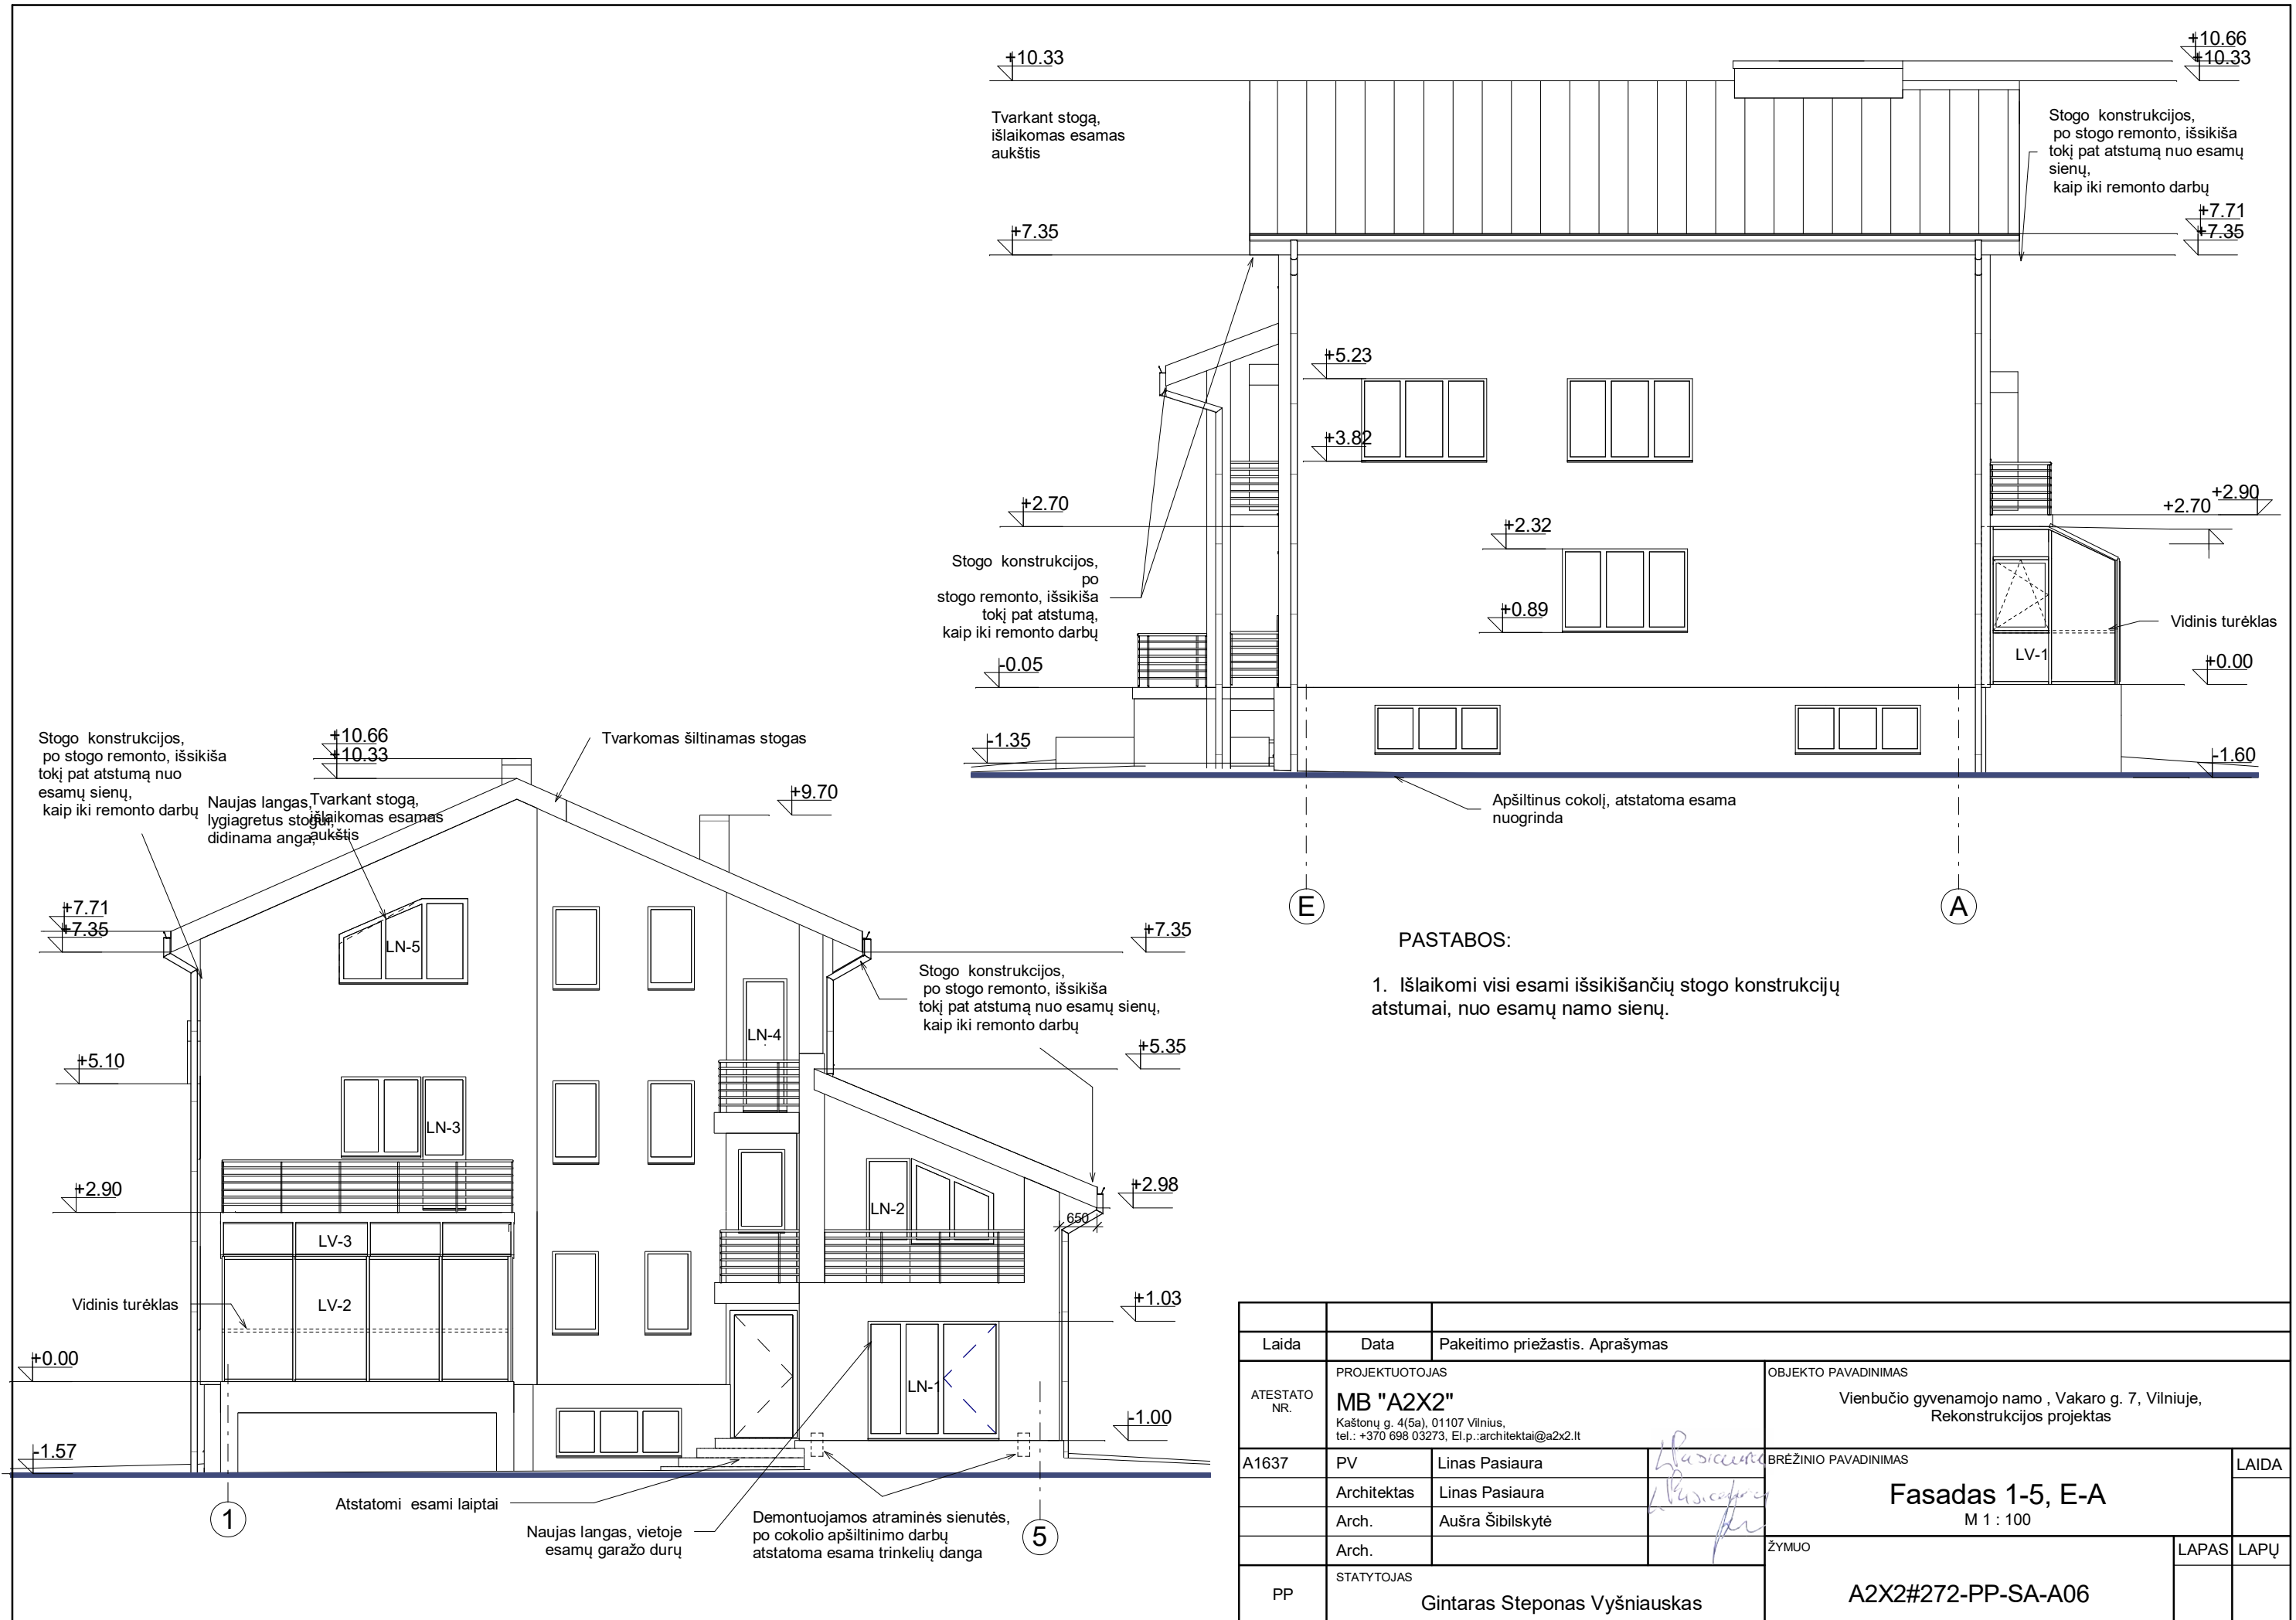 +10.33
+10.66
+10.33
Tvarkant stogą,
išlaikomas esamas
aukštis
Stogo konstrukcijos,
po stogo remonto, išsikiša
tokį pat atstumą nuo esamų
sienų,
kaip iki remonto darbų
+7.35
+7.71
+7.35
+5.23
+3.82
+2.70
+2.32
+2.70
+2.90
Stogo konstrukcijos,
po
stogo remonto, išsikiša
tokį pat atstumą,
kaip iki remonto darbų
+0.89
Vidinis turėklas
LV-1
-0.05
+0.00
-1.35
-1.60
Apšiltinus cokolį, atstatoma esama
nuogrinda
E
A
Stogo konstrukcijos,
po stogo remonto, išsikiša
tokį pat atstumą nuo
esamų sienų,
kaip iki remonto darbų
+10.66
+10.33
Tvarkomas šiltinamas stogas
Naujas langas,
lygiagretus stogui,
didinama anga,
Tvarkant stogą,
išlaikomas esamas
aukštis
+9.70
+7.71
+7.35
LN-5
+7.35
Stogo konstrukcijos,
po stogo remonto, išsikiša
tokį pat atstumą nuo esamų sienų,
kaip iki remonto darbų
LN-4
+5.10
+5.35
LN-3
+2.90
+2.98
LN-2
650
LV-3
LV-2
Vidinis turėklas
+1.03
+0.00
LN-1
-1.00
-1.57
Atstatomi esami laiptai
Naujas langas, vietoje
esamų garažo durų
Demontuojamos atraminės sienutės,
po cokolio apšiltinimo darbų
atstatoma esama trinkelių danga
1
5
PASTABOS:
1. Išlaikomi visi esami išsikišančių stogo konstrukcijų
atstumai, nuo esamų namo sienų.
Laida
Data
Pakeitimo priežastis. Aprašymas
ATESTATO
NR.
PROJEKTUOTOJAS
MB "A2X2"
Kaštonų g. 4(5a), 01107 Vilnius,
tel.: +370 698 03273, El.p.:architektai@a2x2.lt
OBJEKTO PAVADINIMAS
Vienbučio gyvenamojo namo , Vakaro g. 7, Vilniuje,
Rekonstrukcijos projektas
A1637
PV
Linas Pasiaura
Architektas
Linas Pasiaura
Arch.
Aušra Šibilskytė
Arch.
BRĖŽINIO PAVADINIMAS
Fasadas 1-5, E-A
M 1 : 100
LAIDA
PP
STATYTOJAS
Gintaras Steponas Vyšniauskas
ŽYMUO
A2X2#272-PP-SA-A06
LAPAS
LAPŲ